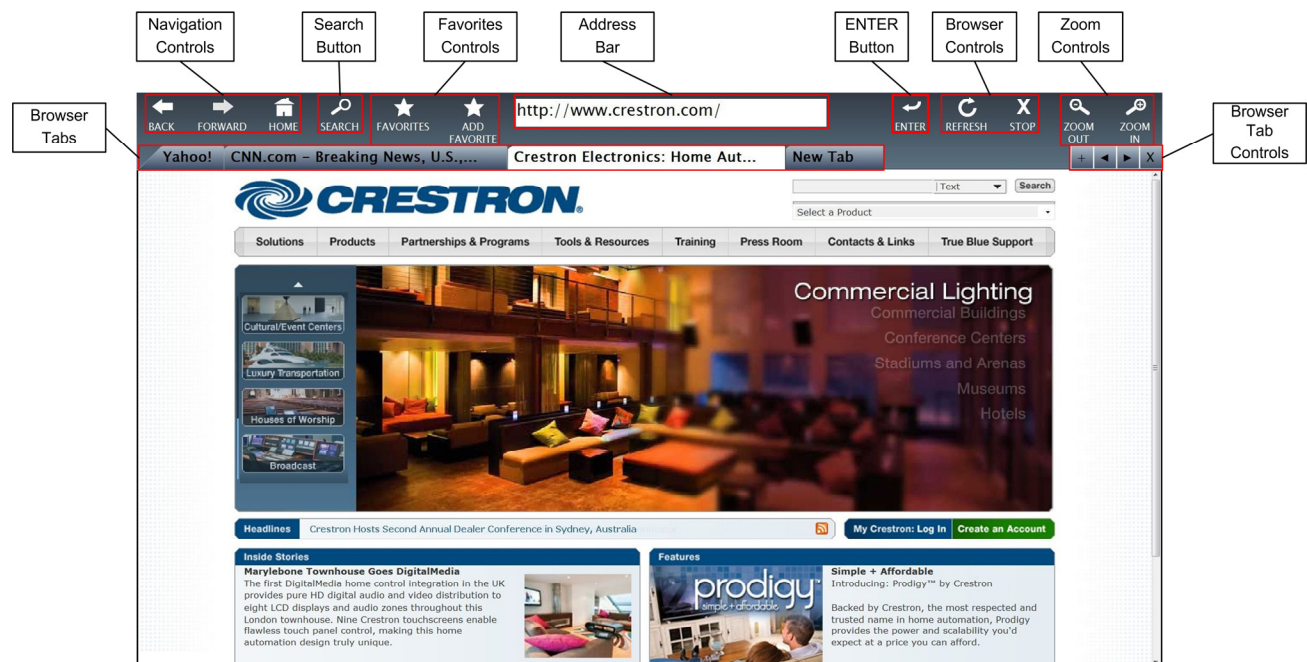 Navigation
Controls
Search
Button
Favorites
Controls
Address
Bar
ENTER
Button
Browser
Controls
Zoom
Controls
Browser
Tabs
Browser
Tab
Controls
BACK
FORWARD
HOME
SEARCH
FAVORITES
ADD
FAVORITE
http://www.crestron.com/
ENTER
REFRESH
X
STOP
ZOOM
OUT
ZOOM
IN
Yahoo!
CNN.com – Breaking News, U.S.,...
Crestron Electronics: Home Aut...
New Tab
+
X
CRESTRON®
Text
Search
Select a Product
Solutions
Products
Partnerships & Programs
Tools & Resources
Training
Press Room
Contacts & Links
True Blue Support
Cultural/Event Centers
Luxury Transportation
Houses of Worship
Broadcast
Commercial Lighting
Commercial Buildings
Conference Centers
Stadiums and Arenas
Museums
Hotels
Headlines
Crestron Hosts Second Annual Dealer Conference in Sydney, Australia
My Crestron: Log In
Create an Account
Inside Stories
Marylebone Townhouse Goes DigitalMedia
The first DigitalMedia home control integration in the UK
provides pure HD digital audio and video distribution to
eight LCD displays and audio zones throughout this
London townhouse. Nine Crestron touchscreens enable
flawless touch panel control, making this home
automation design truly unique.
Features
prodigy™
simple + affordable
Simple + Affordable
Introducing: Prodigy™ by Crestron
Backed by Crestron, the most respected and
trusted name in home automation, Prodigy
provides the power and scalability you'd
expect at a price you can afford.